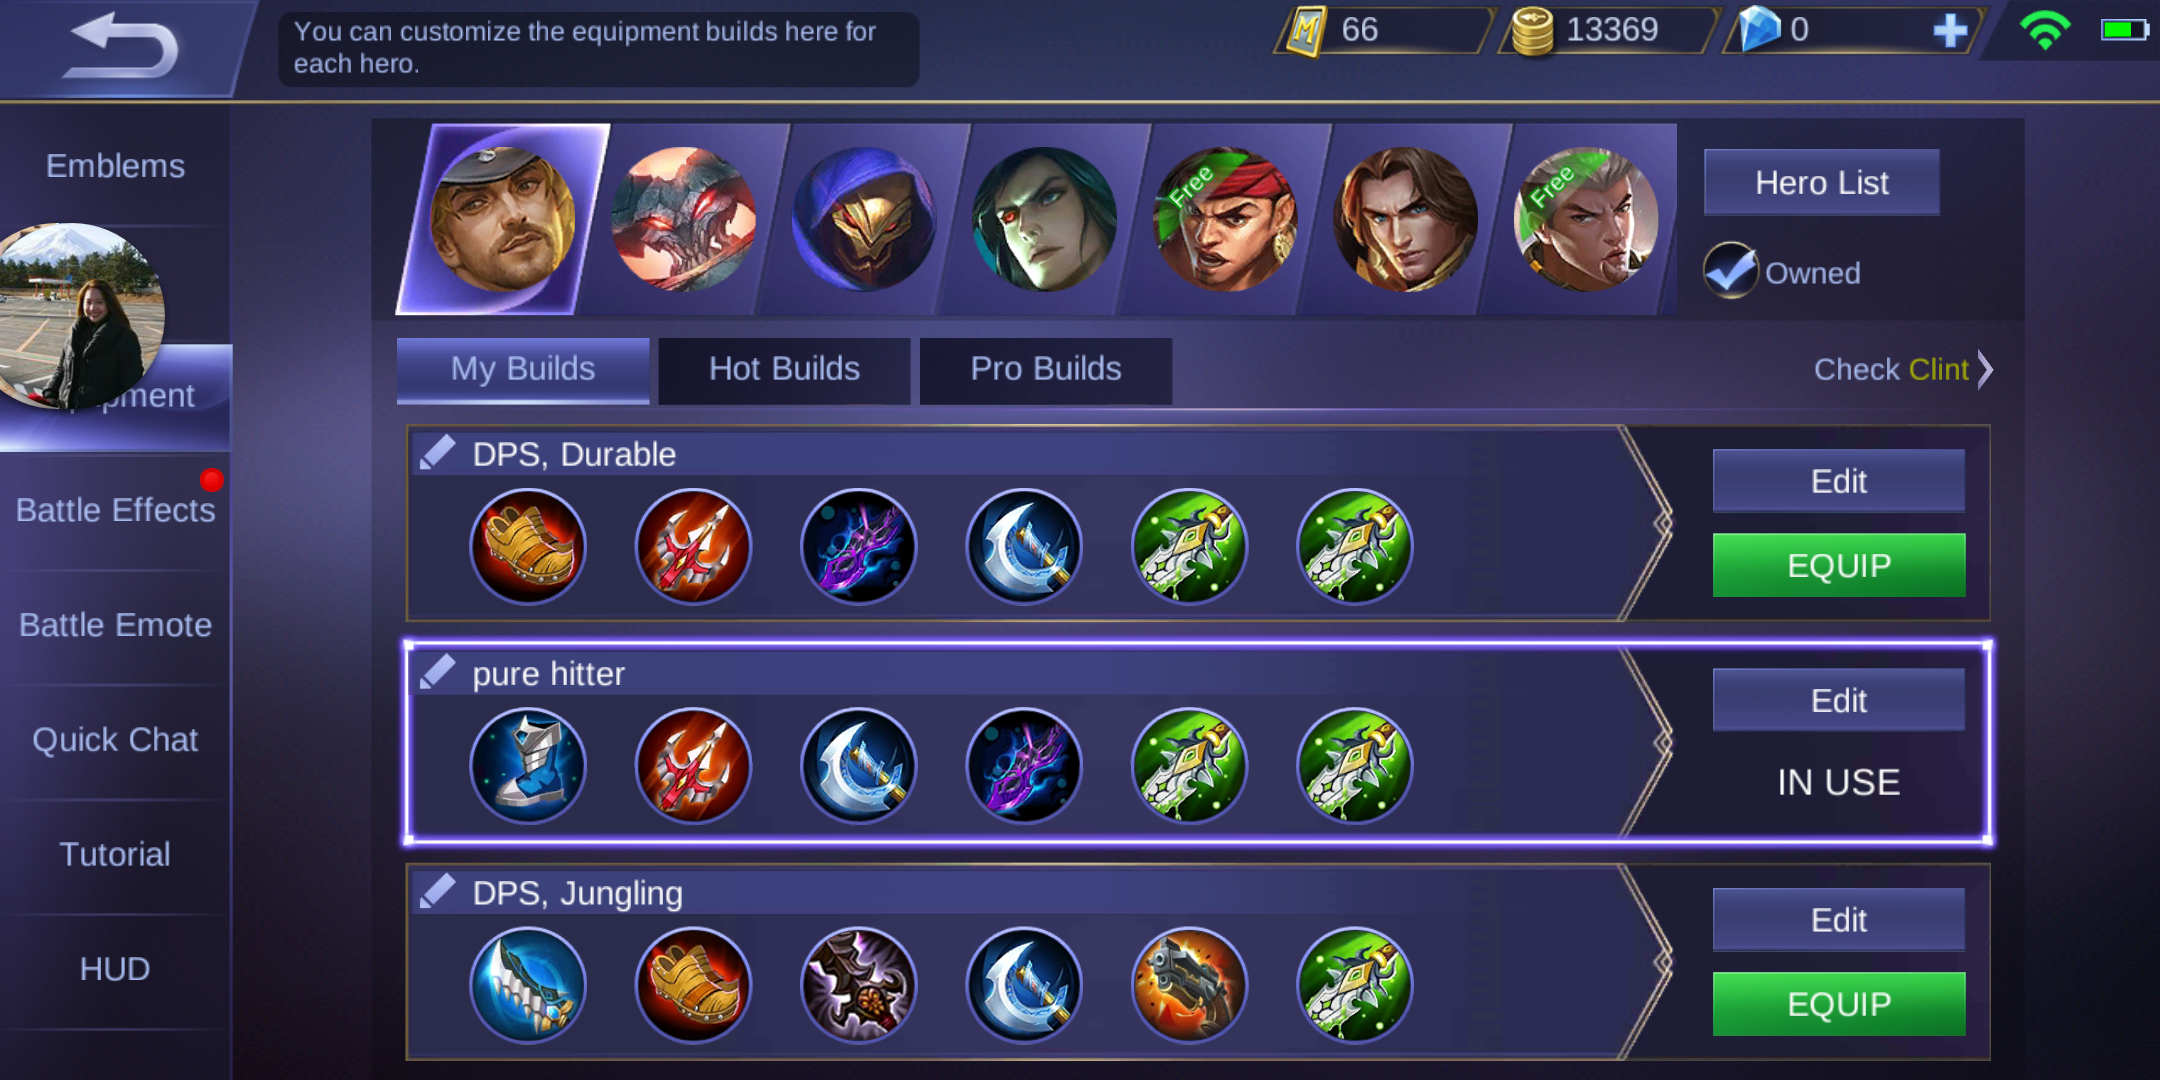 You can customize the equipment builds here for
each hero.
66
13369
0
Emblems
Free
Free
Hero List
Owned
My Builds
Hot Builds
Pro Builds
Check Clint
Battle Effects
Battle Emote
Quick Chat
Tutorial
HUD
DPS, Durable
Edit
EQUIP
pure hitter
Edit
IN USE
DPS, Jungling
Edit
EQUIP